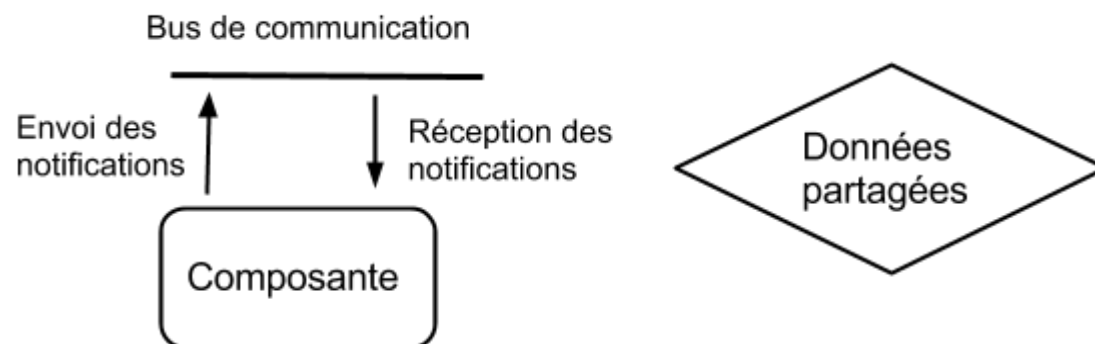 Bus de communication
Envoi des
notifications
Réception des
notifications
Composante
Données
partagées